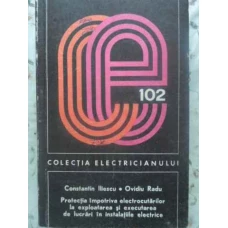 ce
102
COLECȚIA ELECTRICIANULUI
Constantin Iliescu • Ovidiu Radu
Protecția împotriva electrocutărilor
la exploatarea și executarea
de lucrări în instalațiile electrice